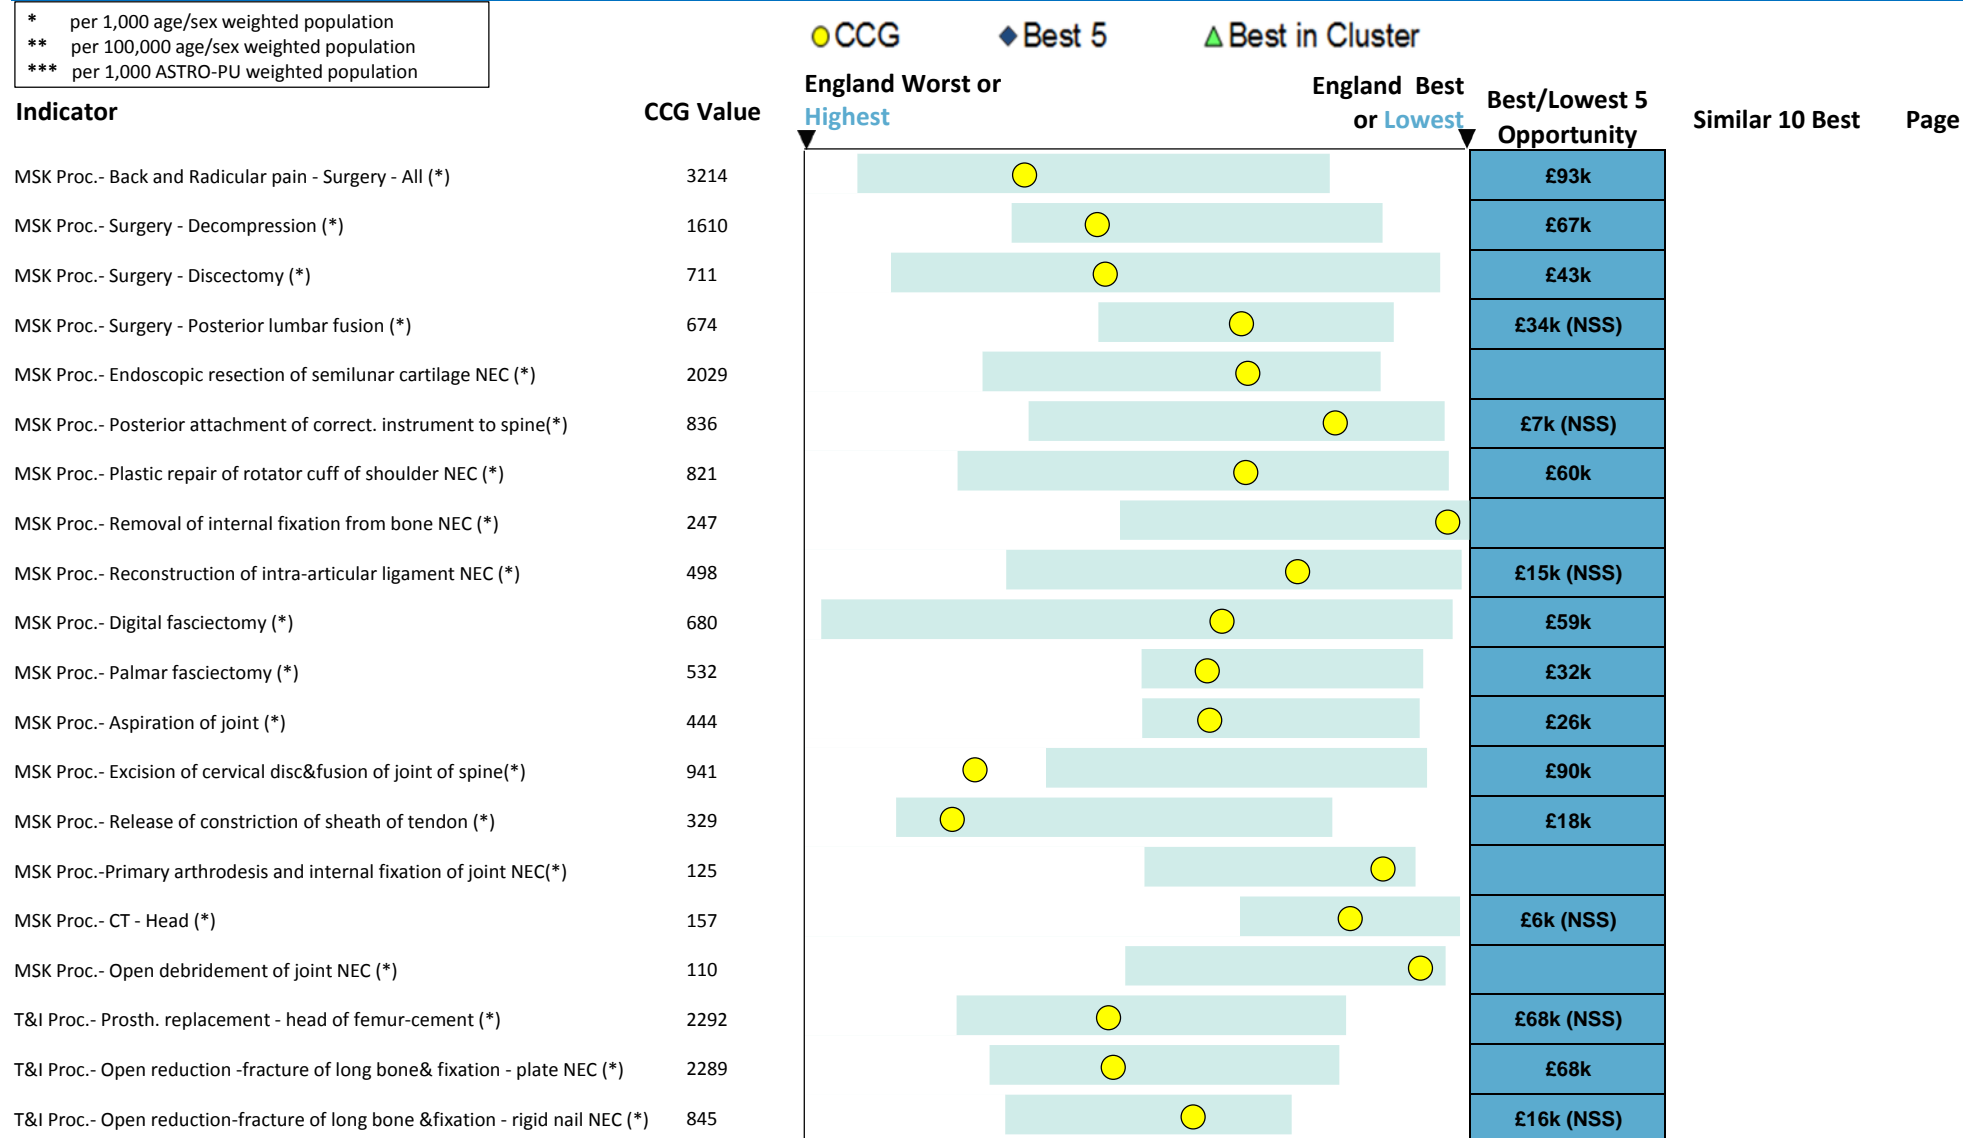 * per 1,000 age/sex weighted population
** per 100,000 age/sex weighted population
*** per 1,000 ASTRO-PU weighted population
CCG Best 5 Best in Cluster
Indicator CCG Value England Worst or Highest England Best or Lowest Best/Lowest 5 Opportunity Similar 10 Best Page
MSK Proc.- Back and Radicular pain - Surgery - All (*) 3214 £93k
MSK Proc.- Surgery - Decompression (*) 1610 £67k
MSK Proc.- Surgery - Discectomy (*) 711 £43k
MSK Proc.- Surgery - Posterior lumbar fusion (*) 674 £34k (NSS)
MSK Proc.- Endoscopic resection of semilunar cartilage NEC (*) 2029
MSK Proc.- Posterior attachment of correct. instrument to spine(*) 836 £7k (NSS)
MSK Proc.- Plastic repair of rotator cuff of shoulder NEC (*) 821 £60k
MSK Proc.- Removal of internal fixation from bone NEC (*) 247
MSK Proc.- Reconstruction of intra-articular ligament NEC (*) 498 £15k (NSS)
MSK Proc.- Digital fasciectomy (*) 680 £59k
MSK Proc.- Palmar fasciectomy (*) 532 £32k
MSK Proc.- Aspiration of joint (*) 444 £26k
MSK Proc.- Excision of cervical disc&fusion of joint of spine(*) 941 £90k
MSK Proc.- Release of constriction of sheath of tendon (*) 329 £18k
MSK Proc.-Primary arthrodesis and internal fixation of joint NEC(*) 125
MSK Proc.- CT - Head (*) 157 £6k (NSS)
MSK Proc.- Open debridement of joint NEC (*) 110
T&I Proc.- Prosth. replacement - head of femur-cement (*) 2292 £68k (NSS)
T&I Proc.- Open reduction -fracture of long bone& fixation - plate NEC (*) 2289 £68k
T&I Proc.- Open reduction-fracture of long bone &fixation - rigid nail NEC (*) 845 £16k (NSS)